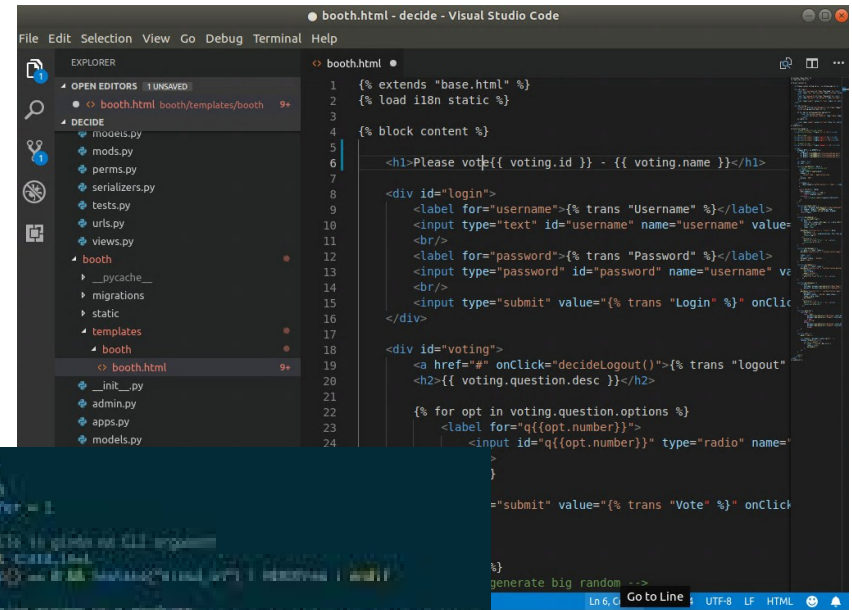 booth.html - decide - Visual Studio Code
File Edit Selection View Go Debug Terminal Help
EXPLORER
OPEN EDITORS 1 UNSAVED
booth.html booth/templates/booth 9+
DECIDE
models.py
mods.py
perms.py
serializers.py
tests.py
urls.py
views.py
booth
__pycache__
migrations
static
templates
booth
booth.html 9+
__init__.py
admin.py
apps.py
models.py
booth.html
1 {% extends "base.html" %}
2 {% load i18n static %}
3
4 {% block content %}
5
6 <h1>Please vote{{ voting.id }} - {{ voting.name }}</h1>
7
8 <div id="login">
9 <label for="username">{% trans "Username" %}</label>
10 <input type="text" id="username" name="username" value=
11 <br/>
12 <label for="password">{% trans "Password" %}</label>
13 <input type="password" id="password" name="username" va
14 <br/>
15 <input type="submit" value="{% trans "Login" %}" onClic
16 </div>
17
18 <div id="voting">
19 <a href="#" onClick="decideLogout()">{% trans "logout"
20 <h2>{{ voting.question.desc }}</h2>
21
22 {% for opt in voting.question.options %}
23 <label for="q{{opt.number}}">
24 <input id="q{{opt.number}}" type="radio" name="
>
}
="submit" value="{% trans "Vote" %}" onClick
%}
generate big random -->
Ln 6, C Go to Line 4 UTF-8 LF HTML